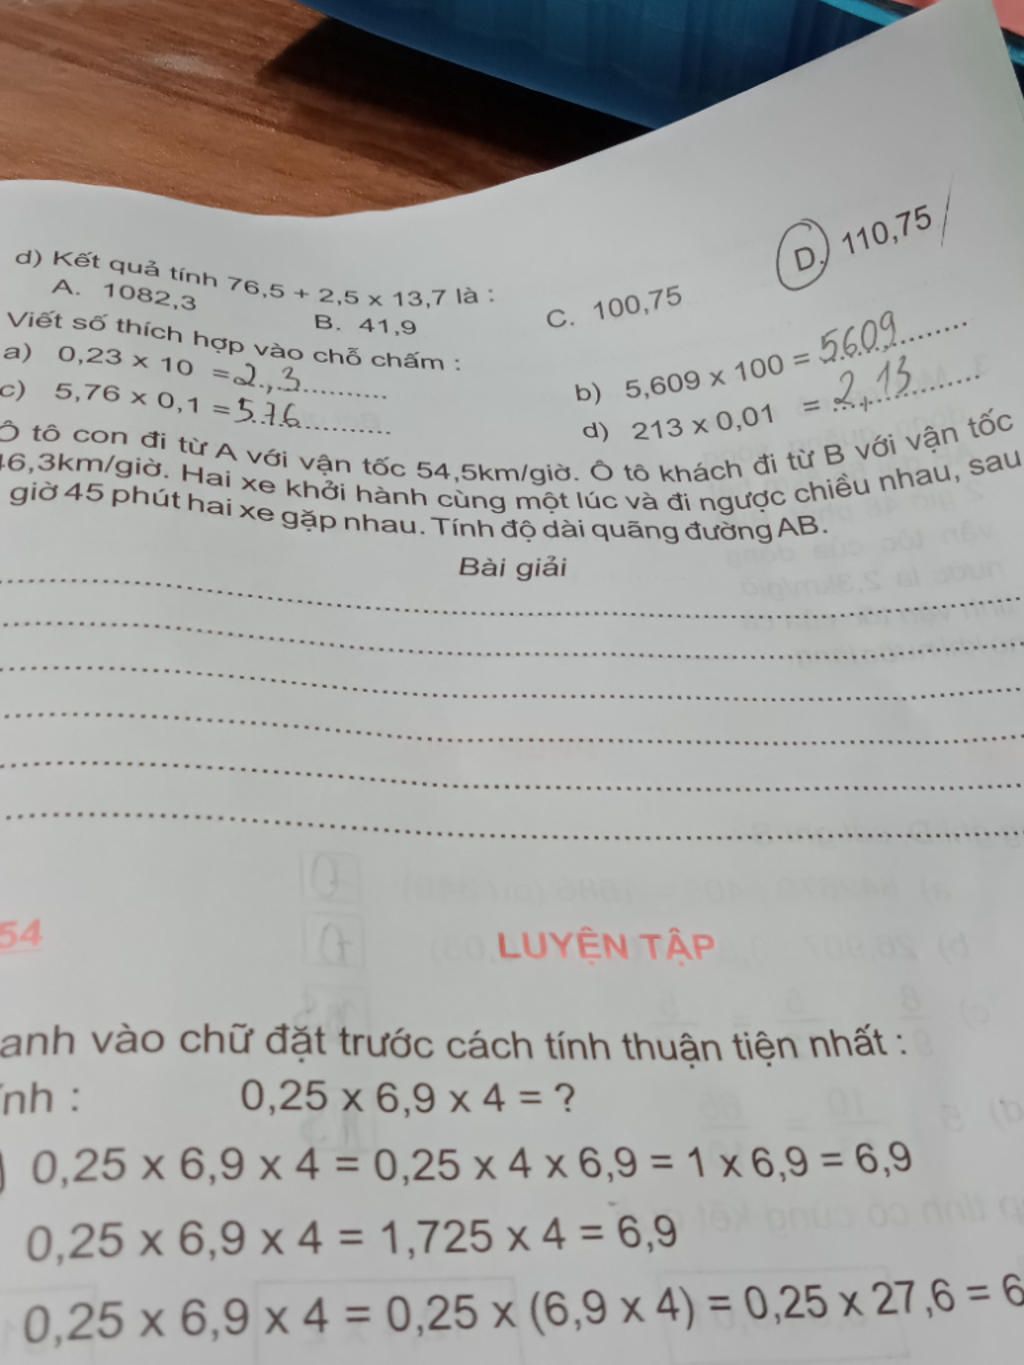 d) Kết quả tính 76,5 + 2,5 x 13,7 là :
A. 1082,3 B. 41,9 C. 100,75 D. 110,75
Viết số thích hợp vào chỗ chấm :
a) 0,23 x 10 = 2,3 b) 5,609 x 100 = 5609
c) 5,76 x 0,1 = 576 d) 213 x 0,01 = 2,13
Ô tô con đi từ A với vận tốc 54,5km/giờ. Ô tô khách đi từ B với vận tốc
46,3km/giờ. Hai xe khởi hành cùng một lúc và đi ngược chiều nhau, sau
giờ 45 phút hai xe gặp nhau. Tính độ dài quãng đường AB.
Bài giải
54 LUYỆN TẬP
anh vào chữ đặt trước cách tính thuận tiện nhất :
ính : 0,25 x 6,9 x 4 = ?
0,25 x 6,9 x 4 = 0,25 x 4 x 6,9 = 1 x 6,9 = 6,9
0,25 x 6,9 x 4 = 1,725 x 4 = 6,9
0,25 x 6,9 x 4 = 0,25 x (6,9 x 4) = 0,25 x 27,6 = 6